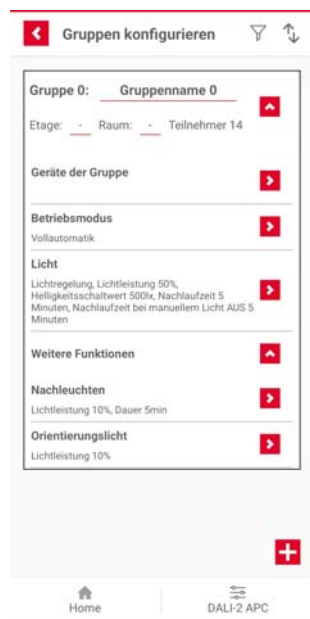 Gruppen konfigurieren
Gruppe 0: Gruppenname 0
Etage: - Raum: - Teilnehmer 14
Geräte der Gruppe
Betriebsmodus
Vollautomatik
Licht
Lichtregelung, Lichtleistung 50%,
Helligkeitsschaltwert 500lx, Nachlaufzeit 5
Minuten, Nachlaufzeit bei manuellem Licht AUS 5
Minuten
Weitere Funktionen
Nachleuchten
Lichtleistung 10%, Dauer 5min
Orientierungslicht
Lichtleistung 10%
Home
DALI-2 APC